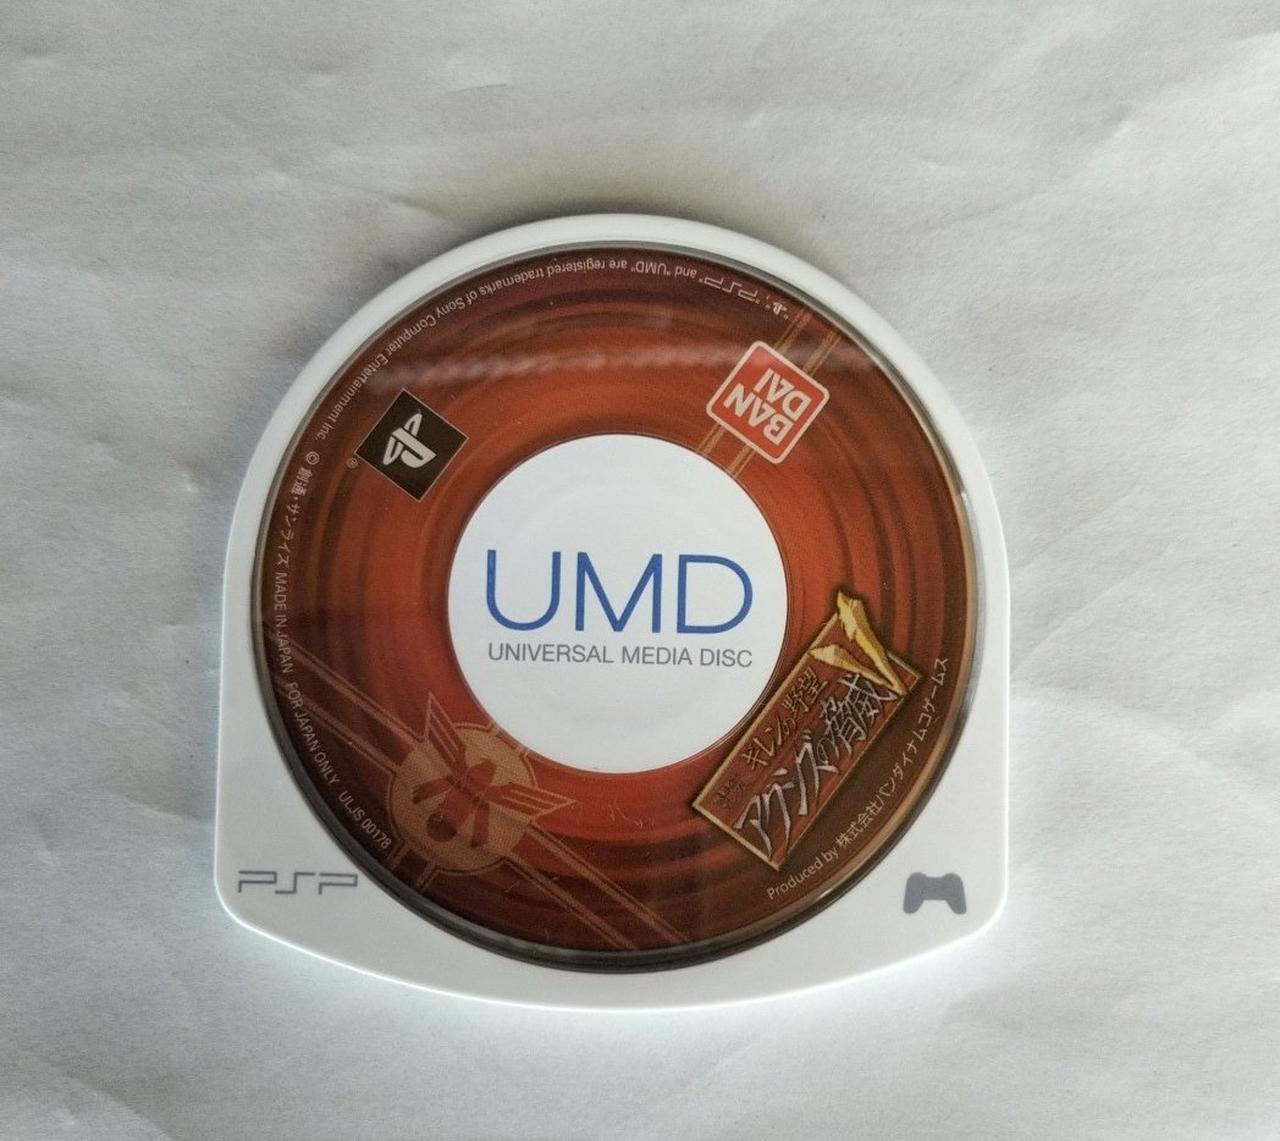 "PSP" and "UMD" are registered trademarks of Sony Computer Entertainment Inc. © 創通・サンライズ MADE IN JAPAN FOR JAPAN ONLY ULJS 00178
BAN
DAI
®
UMD
UNIVERSAL MEDIA DISC
ギレンの野望
アクシズの脅威V
Produced by 株式会社バンダイナムコゲームス
PSP